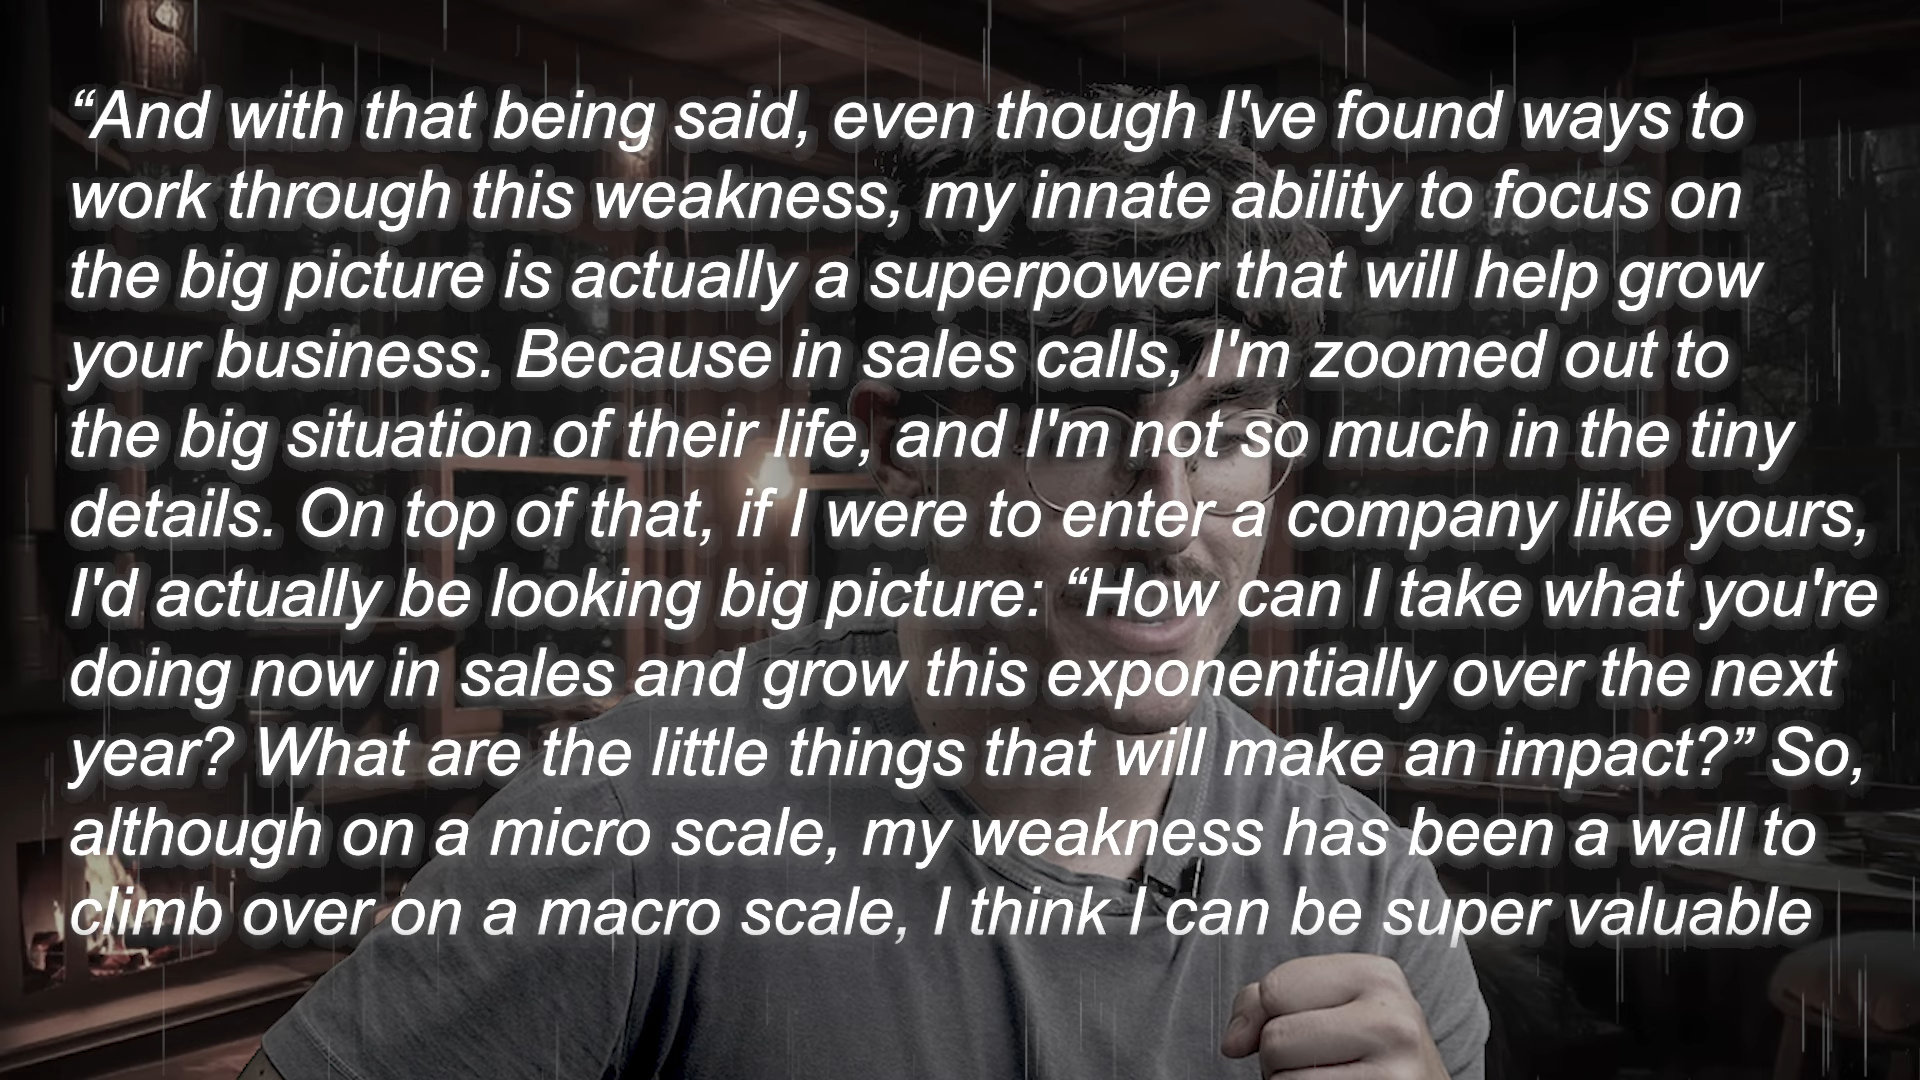 “And with that being said, even though I've found ways to
work through this weakness, my innate ability to focus on
the big picture is actually a superpower that will help grow
your business. Because in sales calls, I'm zoomed out to
the big situation of their life, and I'm not so much in the tiny
details. On top of that, if I were to enter a company like yours,
I'd actually be looking big picture: “How can I take what you're
doing now in sales and grow this exponentially over the next
year? What are the little things that will make an impact?” So,
although on a micro scale, my weakness has been a wall to
climb over on a macro scale, I think I can be super valuable